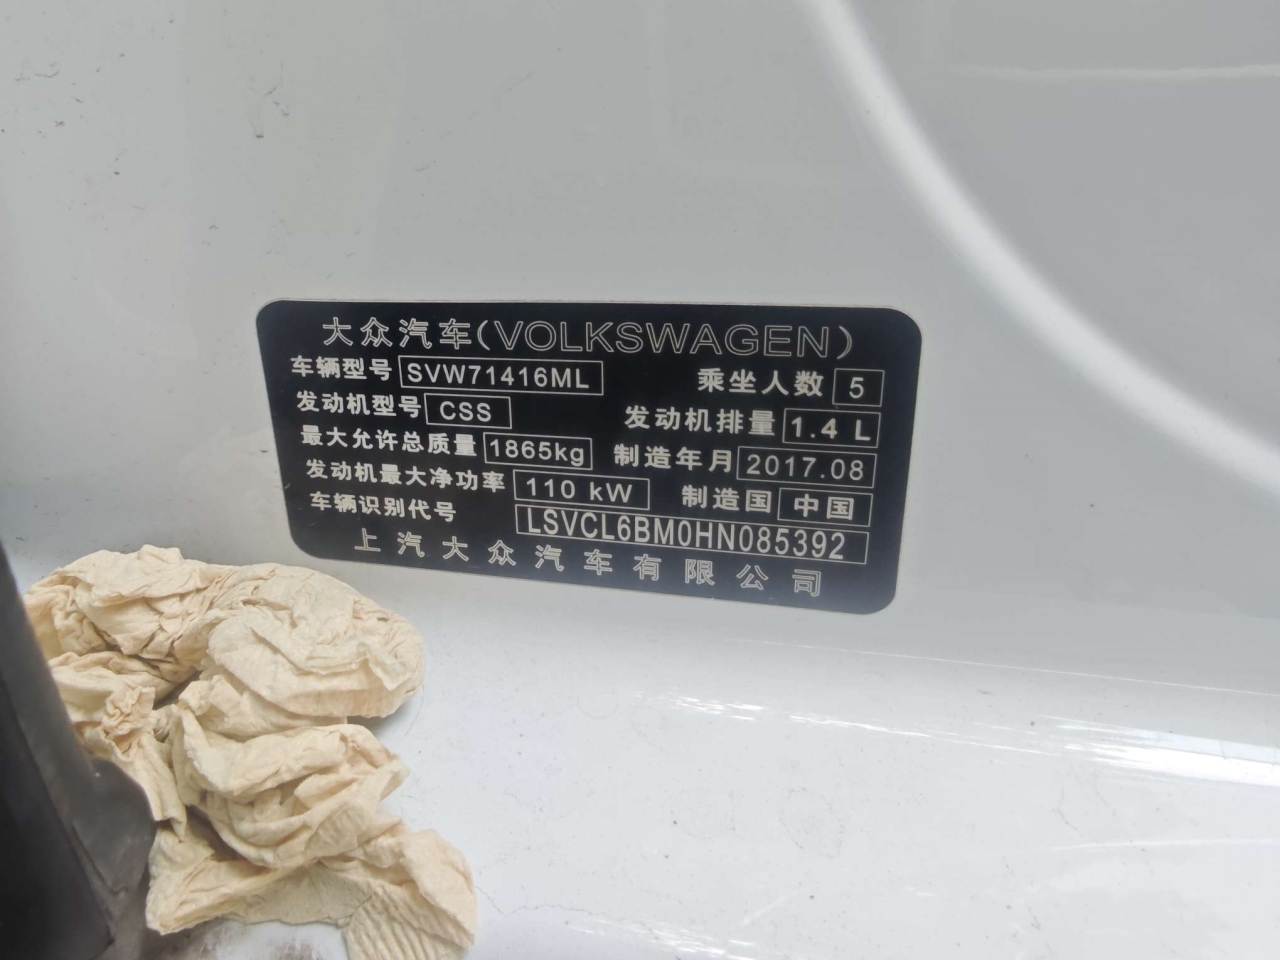 大众汽车(VOLKSWAGEN)
车辆型号 SVW71416ML 乘坐人数 5
发动机型号 CSS 发动机排量 1.4 L
最大允许总质量 1865kg 制造年月 2017.08
发动机最大净功率 110 kW 制造国 中国
车辆识别代号 LSVCL6BM0HN085392
上汽大众汽车有限公司